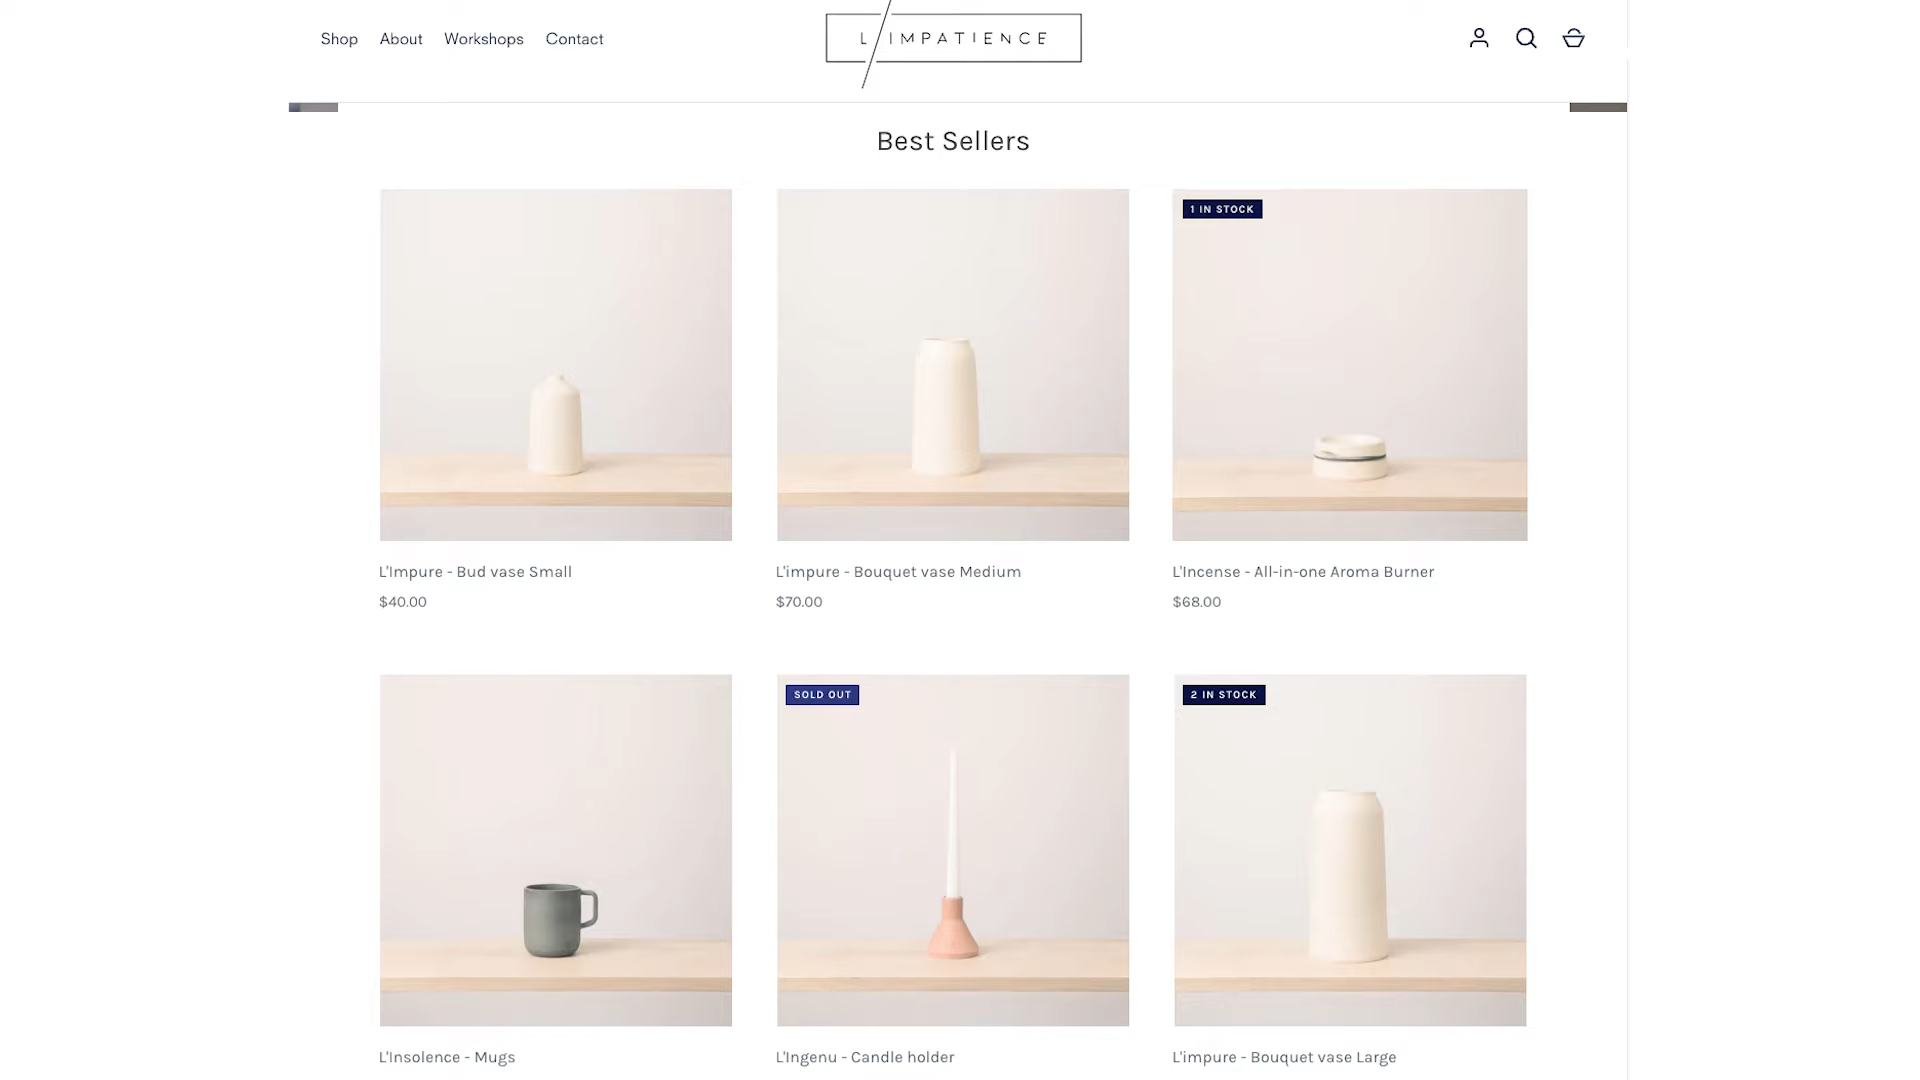 Shop About Workshops Contact
L'IMPATIENCE
Best Sellers
1 IN STOCK
L'Impure - Bud vase Small
L'impure - Bouquet vase Medium
L'Incense - All-in-one Aroma Burner
$40.00
$70.00
$68.00
SOLD OUT
2 IN STOCK
L'Insolence - Mugs
L'Ingenu - Candle holder
L'impure - Bouquet vase Large